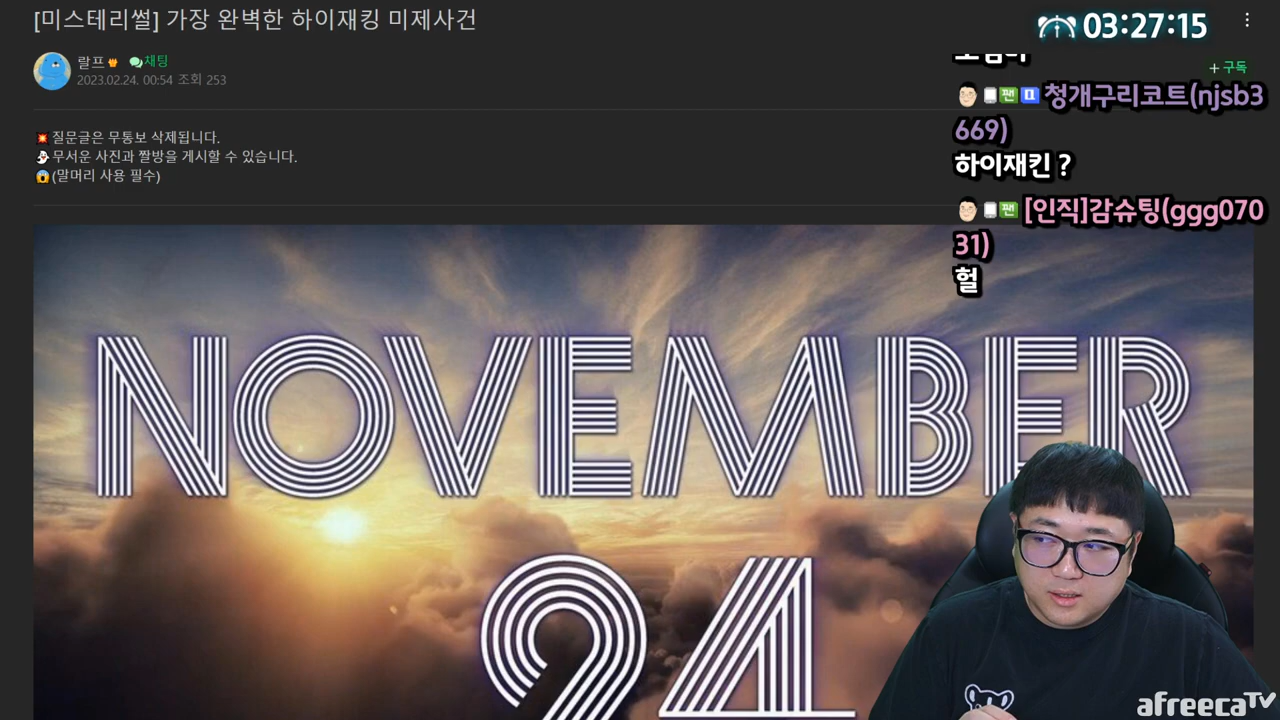 [미스테리썰] 가장 완벽한 하이재킹 미제사건
랄프 채팅
2023.02.24. 00:54 조회 253
03:27:15
+ 구독
질문글은 무통보 삭제됩니다.
무서운 사진과 짤방을 게시할 수 있습니다.
(말머리 사용 필수)
팬 청개구리코트(njsb3
669)
하이재킨 ?
팬 [인직]감슈팅(ggg070
31)
헐
NOVEMBER
24
afreecaTV